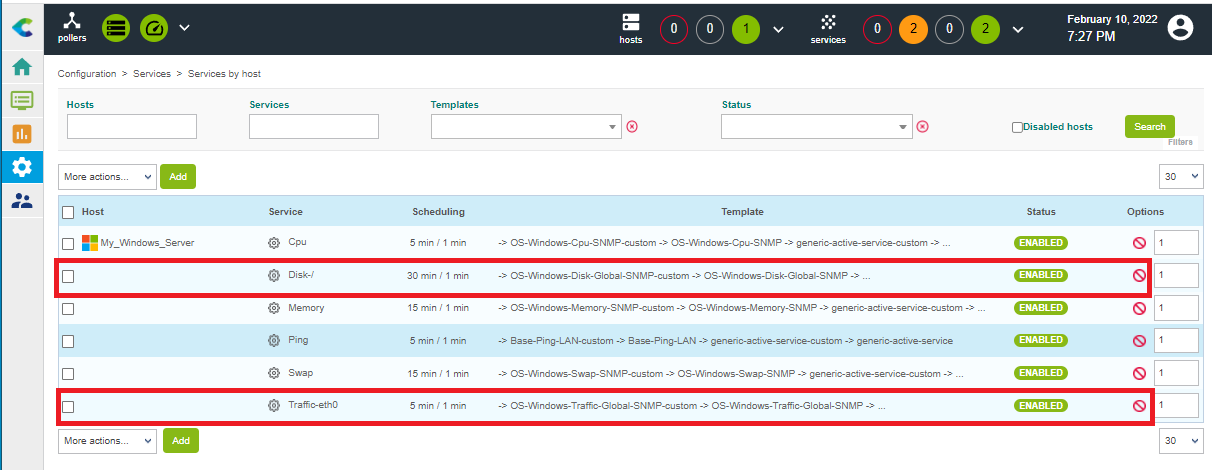 pollers
hosts
0 0 1
services
0 2 0 2
February 10, 2022
7:27 PM
Configuration > Services > Services by host
Hosts Services Templates Status
Disabled hosts
Search
Filters
More actions... Add 30
Host Service Scheduling Template Status Options
My_Windows_Server Cpu 5 min / 1 min -> OS-Windows-Cpu-SNMP-custom -> OS-Windows-Cpu-SNMP -> generic-active-service-custom -> ... ENABLED 1
Disk-/ 30 min / 1 min -> OS-Windows-Disk-Global-SNMP-custom -> OS-Windows-Disk-Global-SNMP -> ... ENABLED 1
Memory 15 min / 1 min -> OS-Windows-Memory-SNMP-custom -> OS-Windows-Memory-SNMP -> generic-active-service-custom -> ... ENABLED 1
Ping 5 min / 1 min -> Base-Ping-LAN-custom -> Base-Ping-LAN -> generic-active-service-custom -> generic-active-service ENABLED 1
Swap 15 min / 1 min -> OS-Windows-Swap-SNMP-custom -> OS-Windows-Swap-SNMP -> generic-active-service-custom -> ... ENABLED 1
Traffic-eth0 5 min / 1 min -> OS-Windows-Traffic-Global-SNMP-custom -> OS-Windows-Traffic-Global-SNMP -> ... ENABLED 1
More actions... Add 30